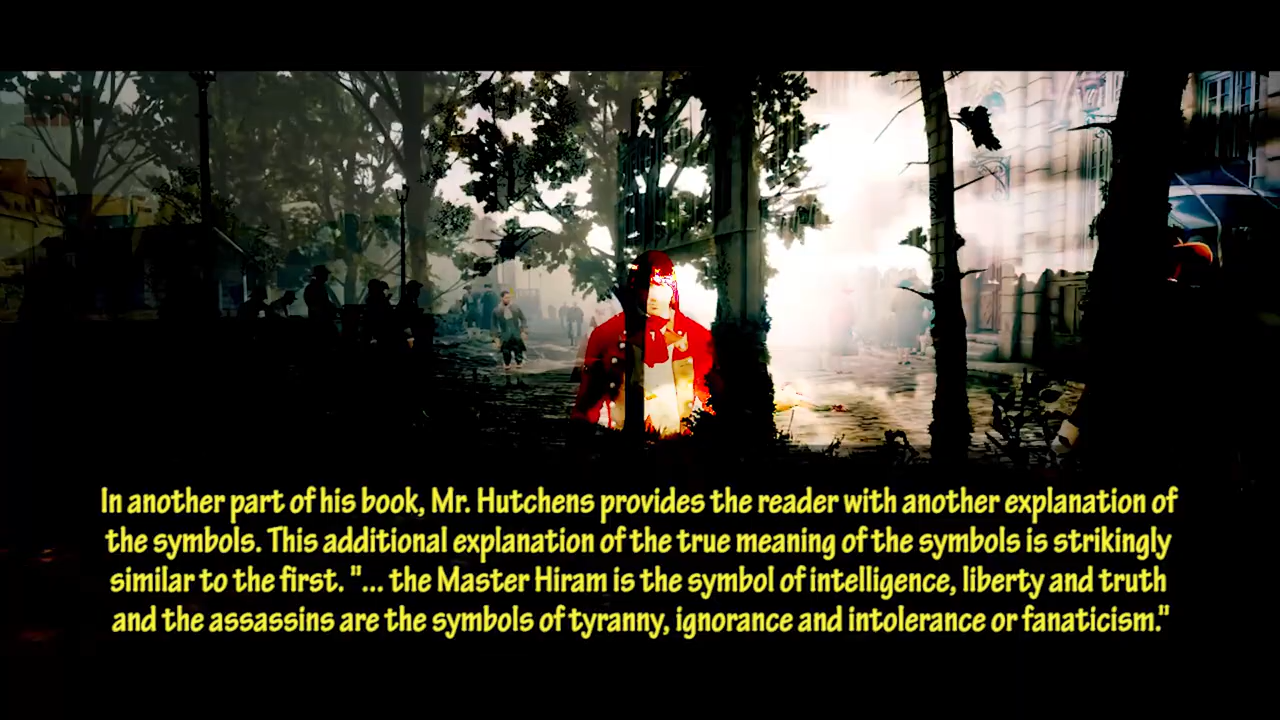 In another part of his book, Mr. Hutchens provides the reader with another explanation of
the symbols. This additional explanation of the true meaning of the symbols is strikingly
similar to the first. "... the Master Hiram is the symbol of intelligence, liberty and truth
and the assassins are the symbols of tyranny, ignorance and intolerance or fanaticism."